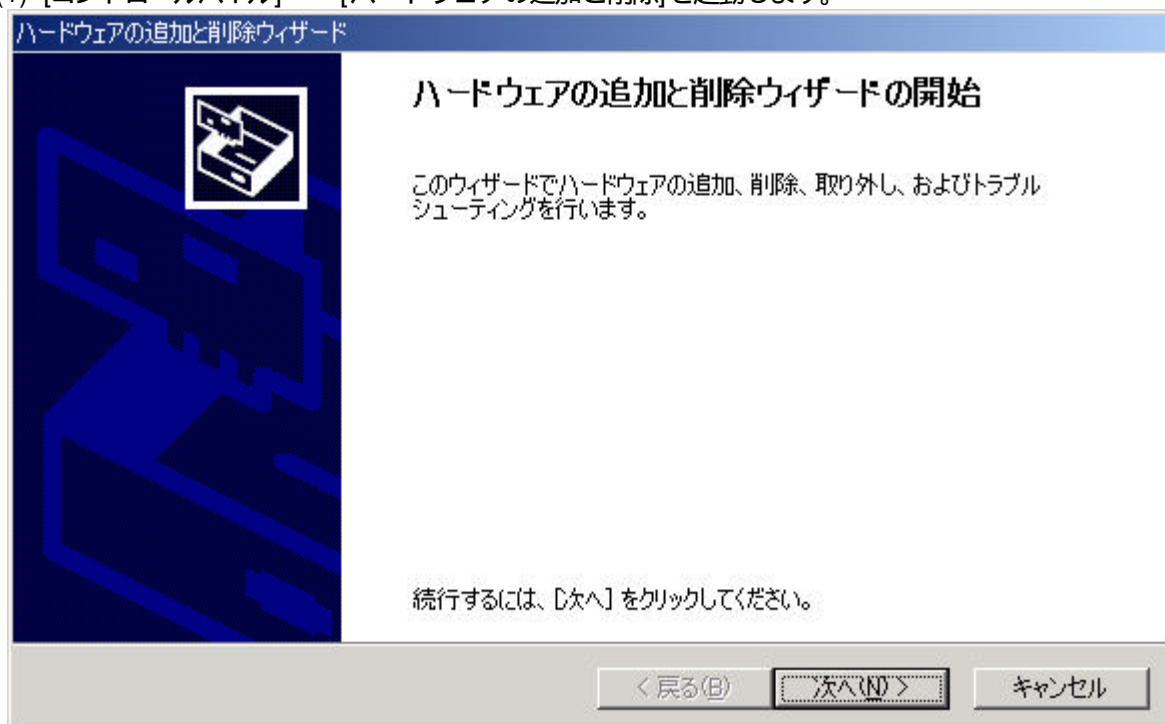 ハードウェアの追加と削除ウィザード
ハードウェアの追加と削除ウィザードの開始
このウィザードでハードウェアの追加、削除、取り外し、およびトラブル
シューティングを行います。
続行するには、[次へ] をクリックしてください。
< 戻る(B)
次へ(N) >
キャンセル